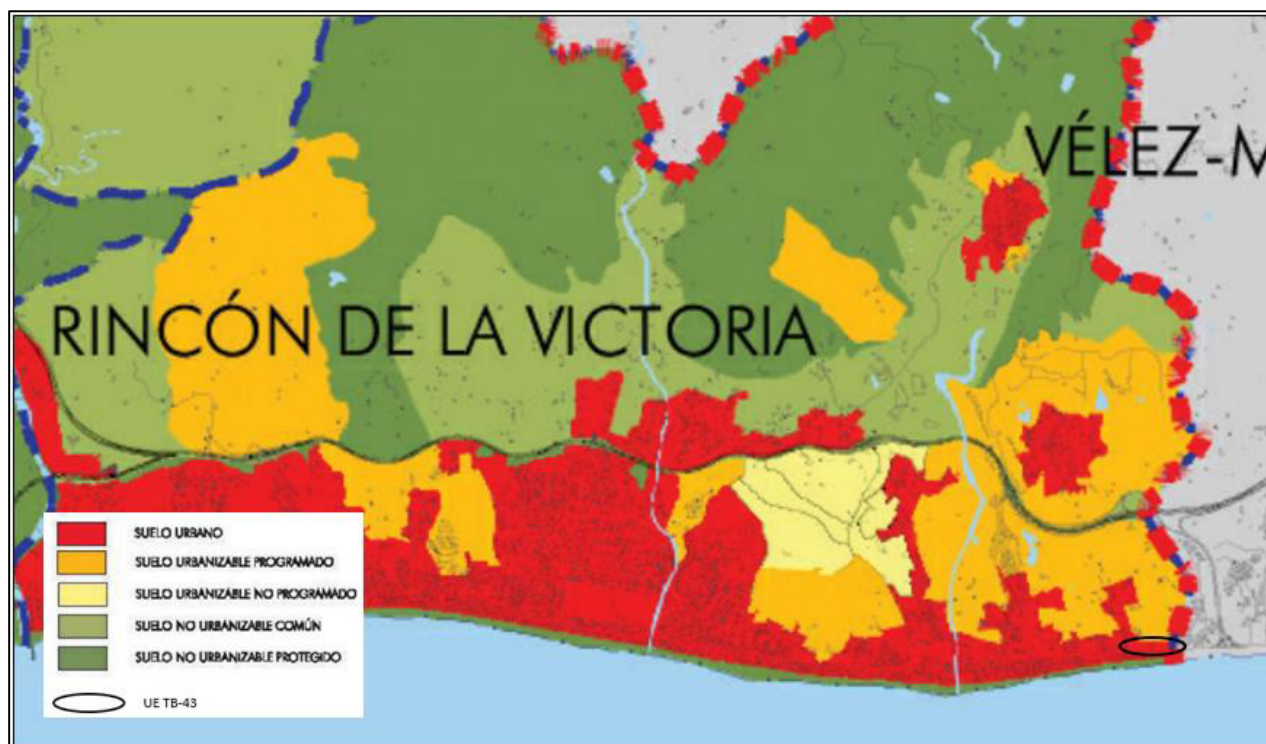 VÉLEZ-M
RINCÓN DE LA VICTORIA
SUELO URBANO
SUELO URBANIZABLE PROGRAMADO
SUELO URBANIZABLE NO PROGRAMADO
SUELO NO URBANIZABLE COMÚN
SUELO NO URBANIZABLE PROTEGIDO
UE TB-43